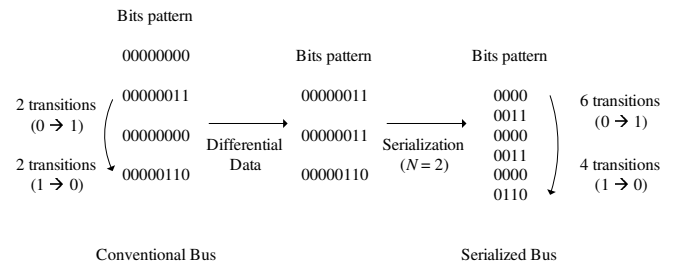 Bits pattern
00000000
00000011
00000000
00000110
2 transitions
(0 → 1)
2 transitions
(1 → 0)
Conventional Bus
Differential
Data
Bits pattern
00000011
00000011
00000110
Serialization
(N = 2)
Bits pattern
0000
0011
0000
0011
0000
0110
6 transitions
(0 → 1)
4 transitions
(1 → 0)
Serialized Bus